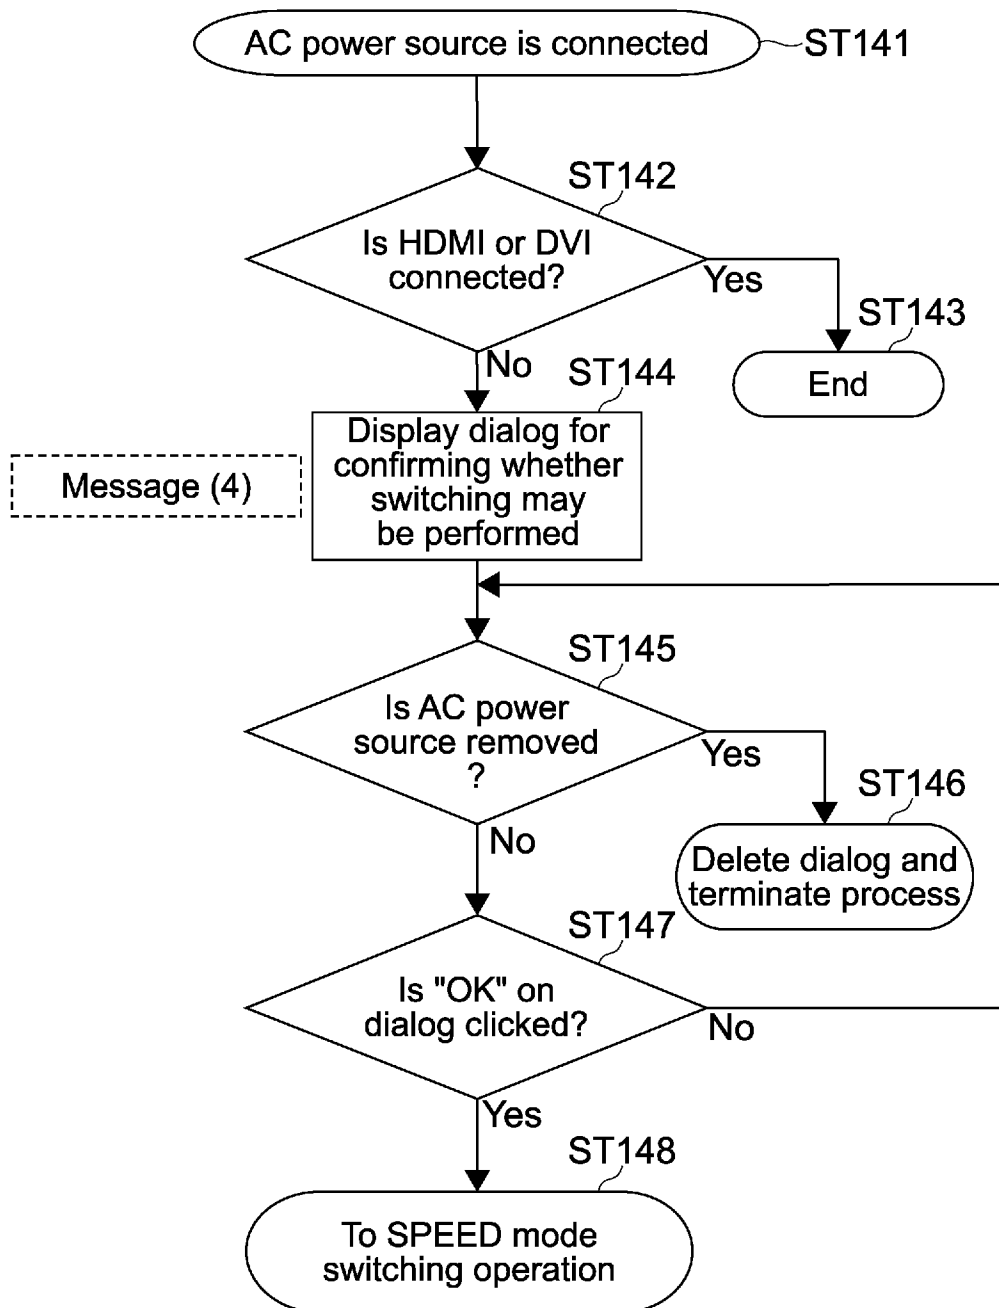 AC power source is connected
ST141
ST142
Is HDMI or DVI
connected?
Yes
ST143
End
No
ST144
Display dialog for
confirming whether
switching may
be performed
Message (4)
ST145
Is AC power
source removed
?
Yes
ST146
Delete dialog and
terminate process
No
ST147
Is "OK" on
dialog clicked?
No
Yes
ST148
To SPEED mode
switching operation